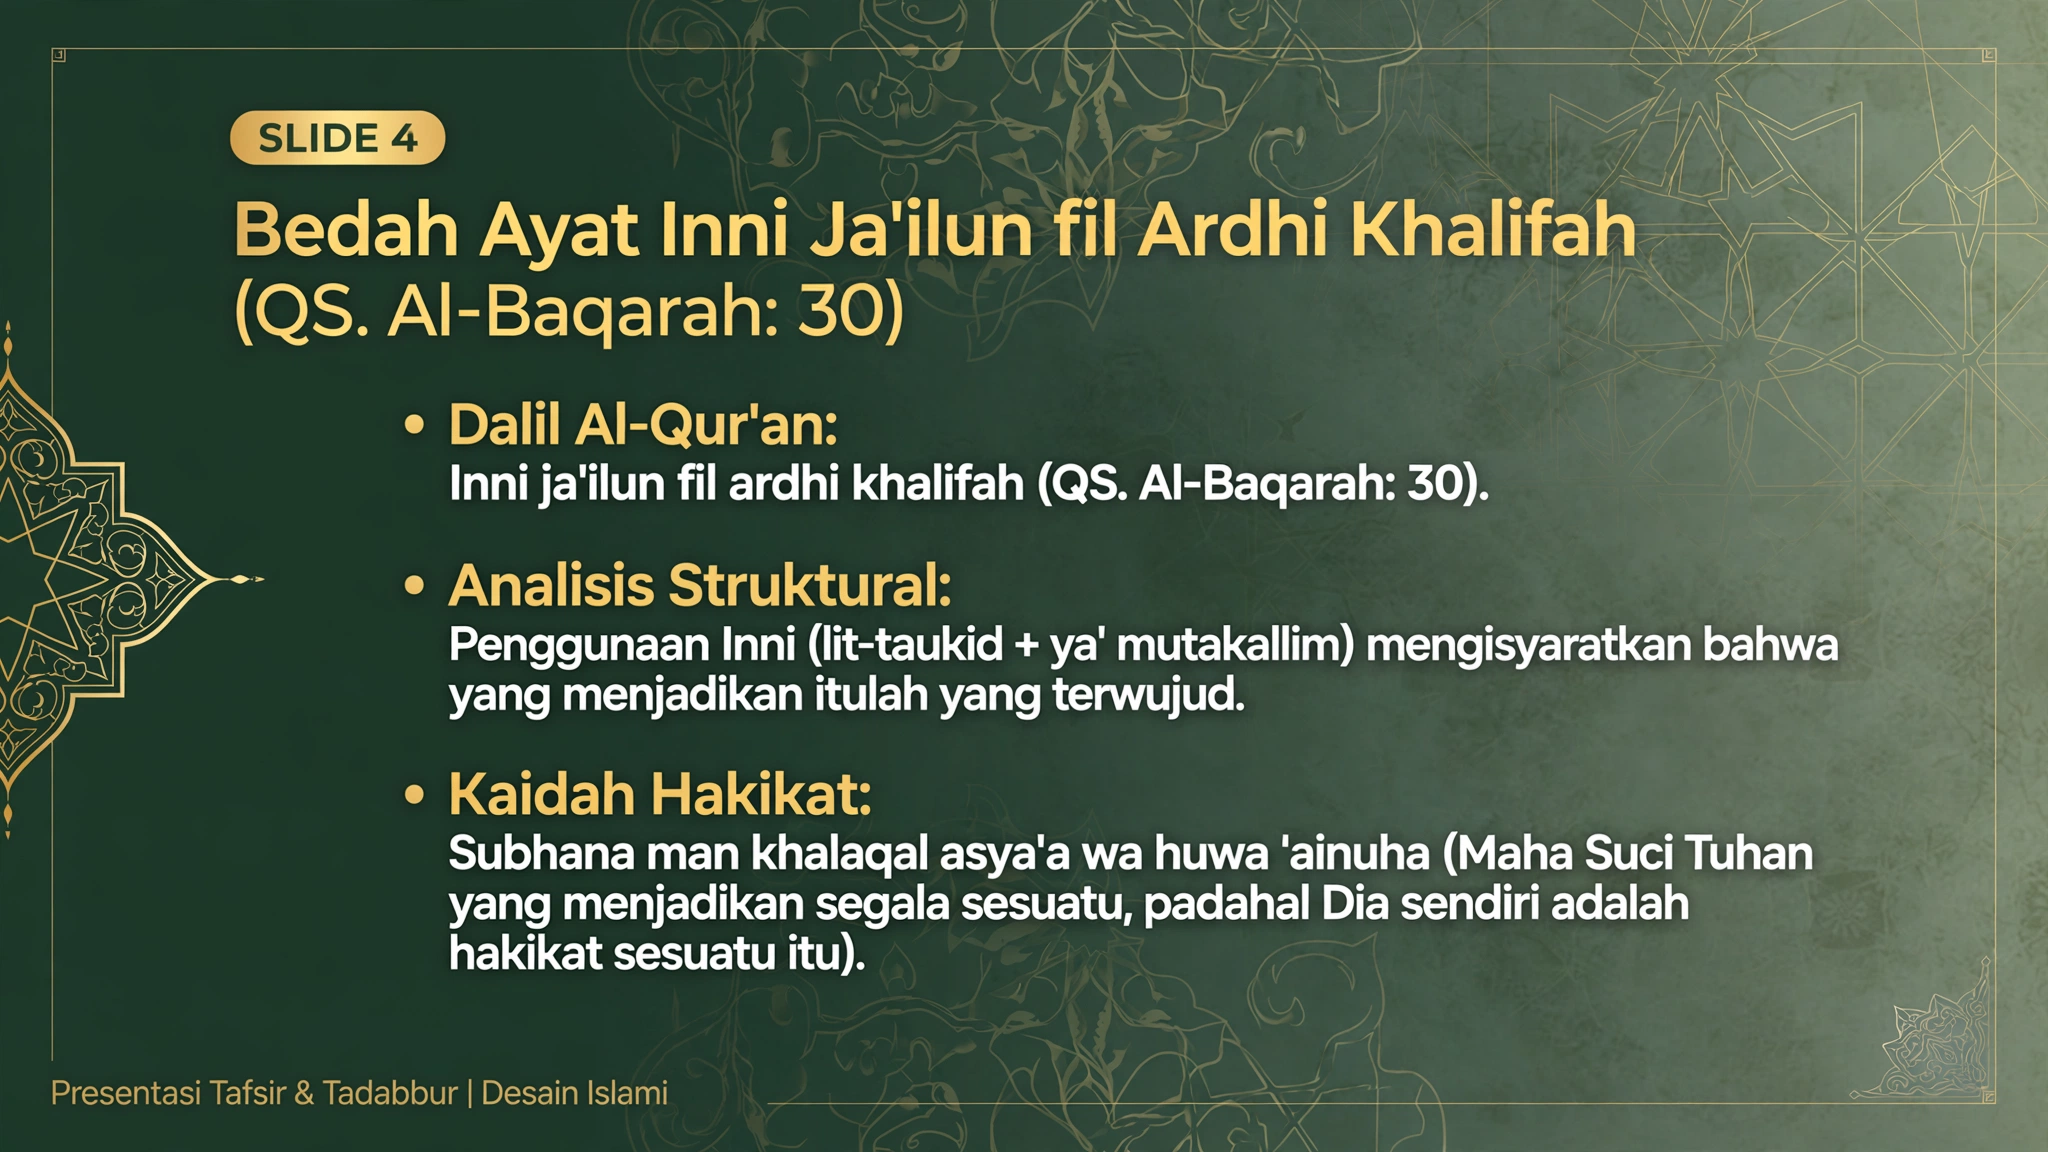 SLIDE 4
Bedah Ayat Inni Ja'ilun fil Ardhi Khalifah
(QS. Al-Baqarah: 30)
• Dalil Al-Qur'an:
Inni ja'ilun fil ardhi khalifah (QS. Al-Baqarah: 30).
• Analisis Struktural:
Penggunaan Inni (lit-taukid + ya' mutakallim) mengisyaratkan bahwa
yang menjadikan itulah yang terwujud.
• Kaidah Hakikat:
Subhana man khalaqal asya'a wa huwa 'ainuha (Maha Suci Tuhan
yang menjadikan segala sesuatu, padahal Dia sendiri adalah
hakikat sesuatu itu).
Presentasi Tafsir & Tadabbur | Desain Islami